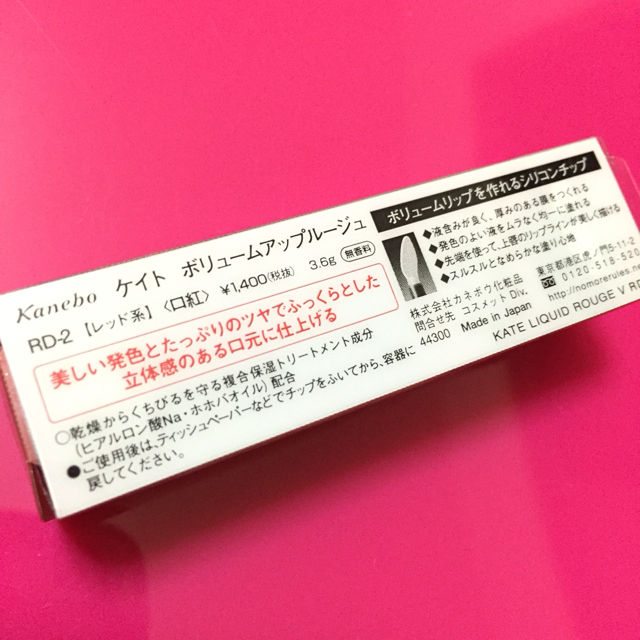 Kanebo ケイト ボリュームアップルージュ
RD-2 【レッド系】〈口紅〉 ¥1,400(税抜) 3.6g 無香料
美しい発色とたっぷりのツヤでふっくらとした
立体感のある口元に仕上げる
○乾燥からくちびるを守る複合保湿トリートメント成分
(ヒアルロン酸Na・ホホバオイル)配合
●ご使用後は、ティッシュペーパーなどでチップをふいてから、容器に
戻してください。
ボリュームリップを作れるシリコンチップ
◆液含みが良く、厚みのある膜をつくれる
◆発色のよい液をムラなく均一に塗れる
◆先端を使って、上唇のリップラインが美しく描ける
◆スルスルとなめらかな塗り心地
株式会社カネボウ化粧品 東京都港区虎ノ門5-11-
問合せ先 コスメット Div. 0120-518-520
44300 Made in Japan http://nomorerules.
KATE LIQUID ROUGE V RD